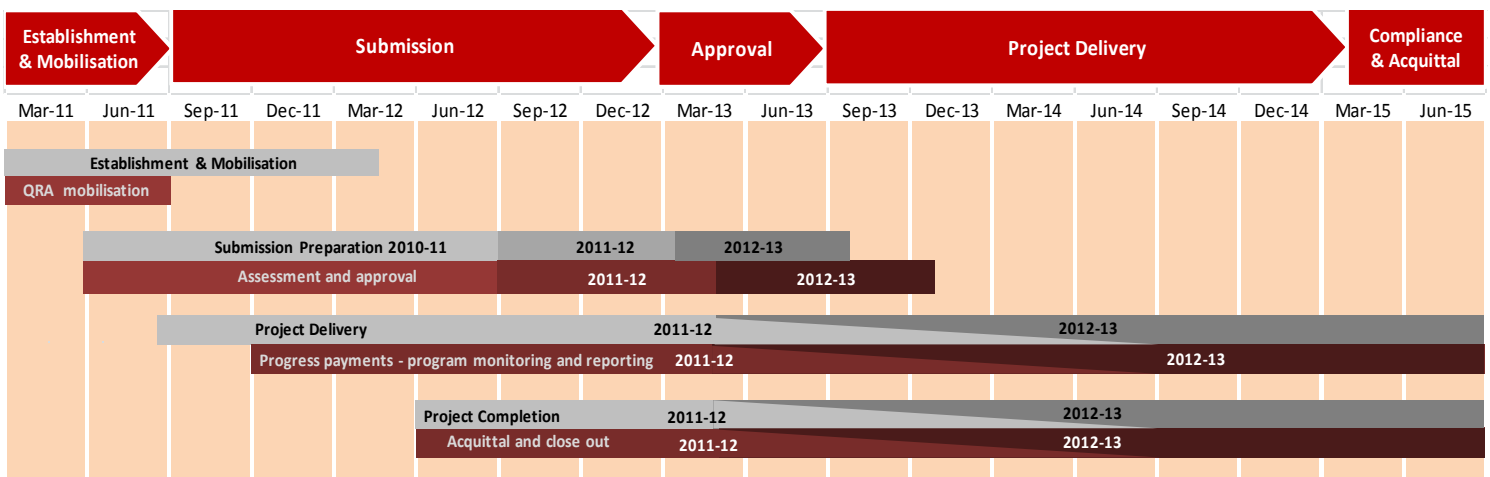 Establishment
& Mobilisation
Submission
Approval
Project Delivery
Compliance
& Acquittal
Mar-11 Jun-11 Sep-11 Dec-11 Mar-12 Jun-12 Sep-12 Dec-12 Mar-13 Jun-13 Sep-13 Dec-13 Mar-14 Jun-14 Sep-14 Dec-14 Mar-15 Jun-15
Establishment & Mobilisation
QRA mobilisation
Submission Preparation 2010-11 2011-12 2012-13
Assessment and approval 2011-12 2012-13
Project Delivery 2011-12 2012-13
Progress payments - program monitoring and reporting 2011-12 2012-13
Project Completion 2011-12 2012-13
Acquittal and close out 2011-12 2012-13